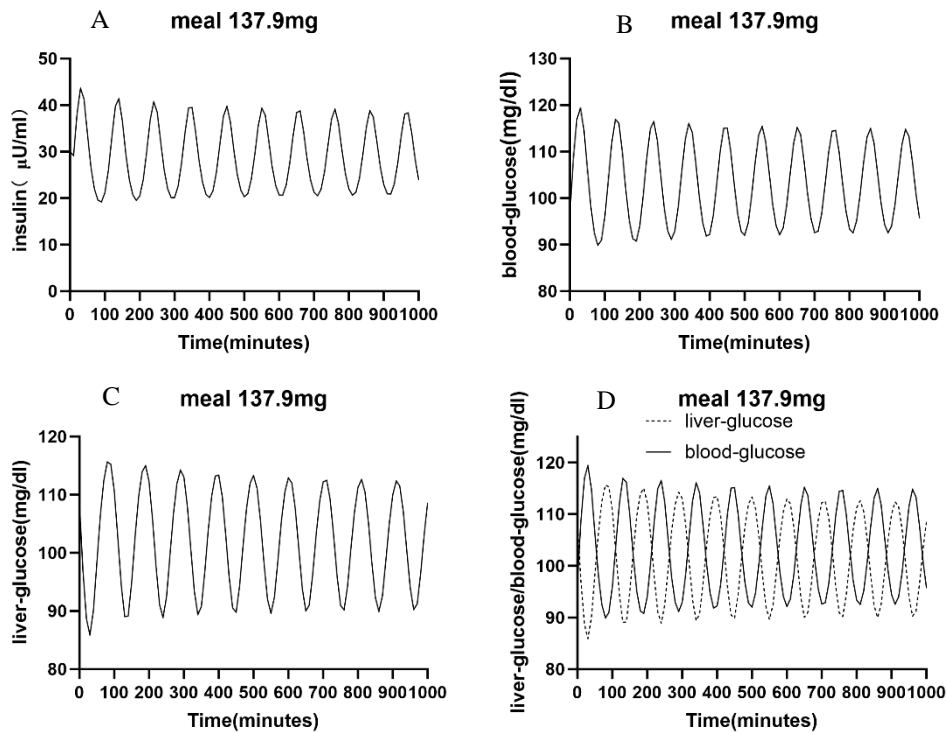 A
meal 137.9mg
insulin( μU/ml)
50
40
30
20
10
0
0 100 200 300 400 500 600 700 800 900 1000
Time(minutes)
B
meal 137.9mg
blood-glucose(mg/dl)
130
120
110
100
90
80
0 100 200 300 400 500 600 700 800 9001000
Time(minutes)
C
meal 137.9mg
liver-glucose(mg/dl)
120
110
100
90
80
0 100 200 300 400 500 600 700 800 900 1000
Time(minutes)
D
meal 137.9mg
liver-glucose
blood-glucose
liver-glucose/blood-glucose(mg/dl)
120
110
100
90
80
0 100 200 300 400 500 600 700 800 9001000
Time(minutes)